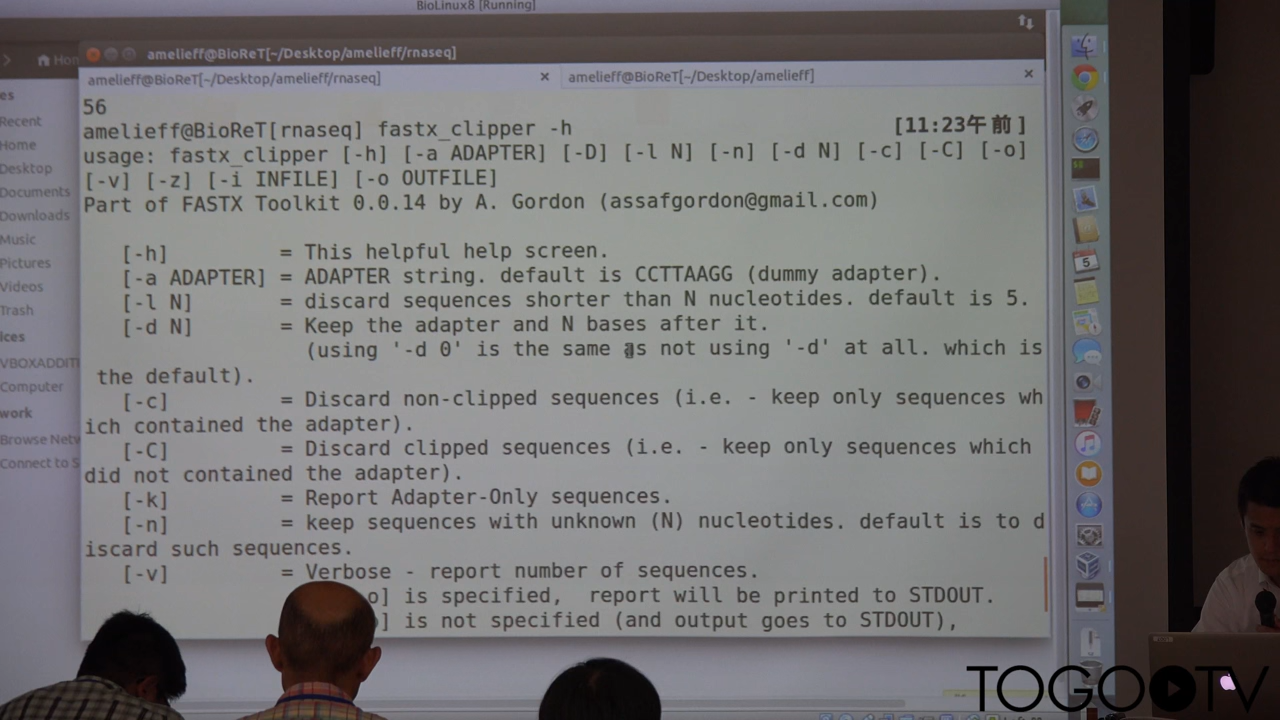 BioLinux8 [Running]
amelieff@BioReT[~/Desktop/amelieff/rnaseq]
amelieff@BioReT[~/Desktop/amelieff/rnaseq] × amelieff@BioReT[~/Desktop/amelieff] ×
56
amelieff@BioReT[rnaseq] fastx_clipper -h [11:23午前]
usage: fastx_clipper [-h] [-a ADAPTER] [-D] [-l N] [-n] [-d N] [-c] [-C] [-o]
[-v] [-z] [-i INFILE] [-o OUTFILE]
Part of FASTX Toolkit 0.0.14 by A. Gordon (assafgordon@gmail.com)
[-h] = This helpful help screen.
[-a ADAPTER] = ADAPTER string. default is CCTTAAGG (dummy adapter).
[-l N] = discard sequences shorter than N nucleotides. default is 5.
[-d N] = Keep the adapter and N bases after it.
(using '-d 0' is the same as not using '-d' at all. which is
the default).
[-c] = Discard non-clipped sequences (i.e. - keep only sequences wh
ich contained the adapter).
[-C] = Discard clipped sequences (i.e. - keep only sequences which
did not contained the adapter).
[-k] = Report Adapter-Only sequences.
[-n] = keep sequences with unknown (N) nucleotides. default is to d
iscard such sequences.
[-v] = Verbose - report number of sequences.
o] is specified, report will be printed to STDOUT.
] is not specified (and output goes to STDOUT),
es
Recent
Home
Desktop
Documents
Downloads
Music
Pictures
Videos
Trash
ices
VBOXADDITI
Computer
work
Browse Netw
Connect to S
Hom
5
TOGOTV